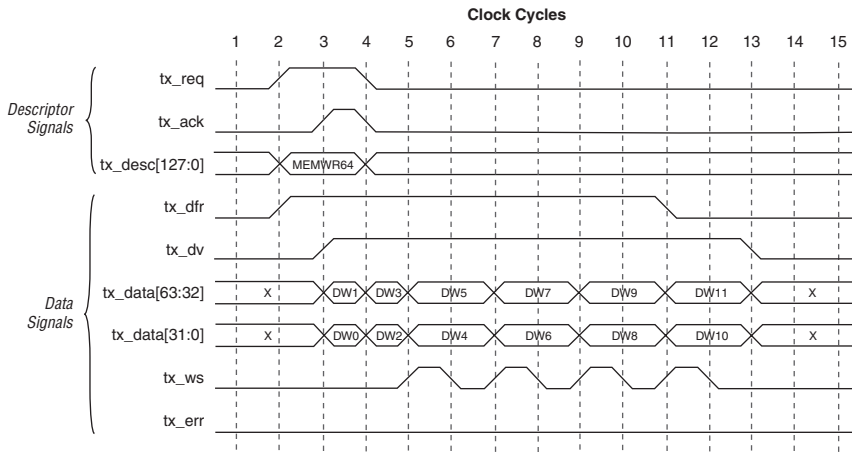 Clock Cycles
1 2 3 4 5 6 7 8 9 10 11 12 13 14 15
tx_req
Descriptor
Signals
tx_ack
tx_desc[127:0] MEMWR64
tx_dfr
tx_dv
tx_data[63:32] X DW1 DW3 DW5 DW7 DW9 DW11 X
Data
Signals
tx_data[31:0] X DW0 DW2 DW4 DW6 DW8 DW10 X
tx_ws
tx_err